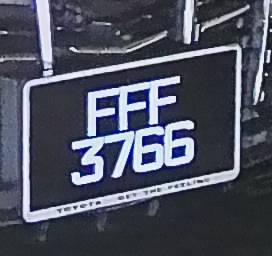 FFF
3766
TOYOTA GET THE FEELING